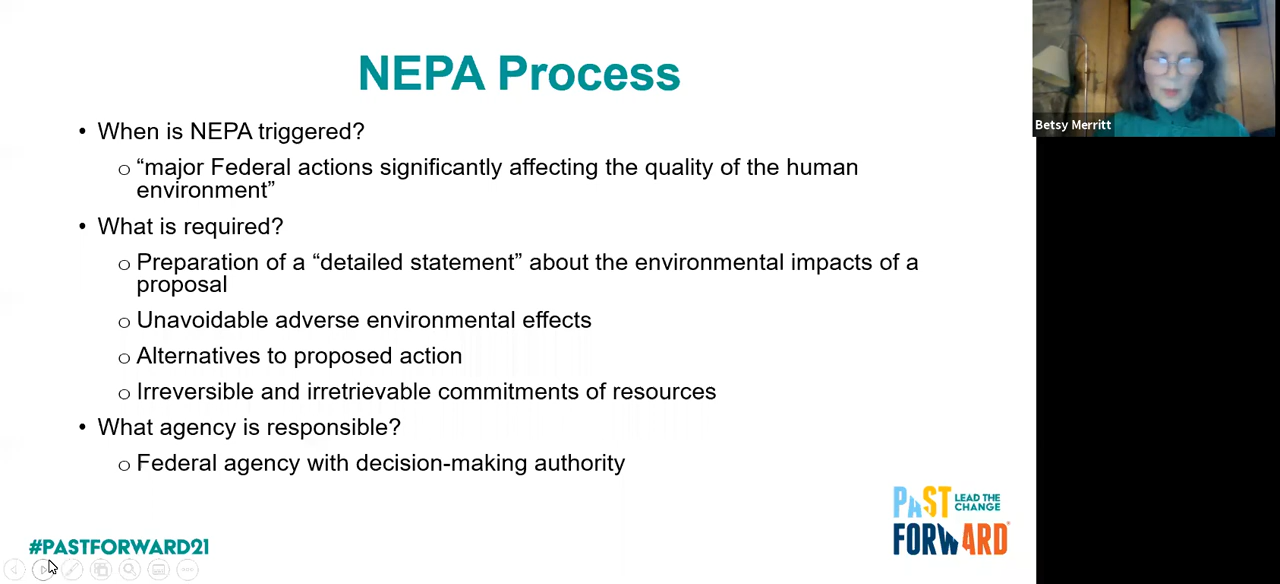 NEPA Process
• When is NEPA triggered?
o “major Federal actions significantly affecting the quality of the human
environment”
• What is required?
o Preparation of a “detailed statement” about the environmental impacts of a
proposal
o Unavoidable adverse environmental effects
o Alternatives to proposed action
o Irreversible and irretrievable commitments of resources
• What agency is responsible?
o Federal agency with decision-making authority
Betsy Merritt
PAST LEAD THE
CHANGE
FORWARD®
#PASTFORWARD21